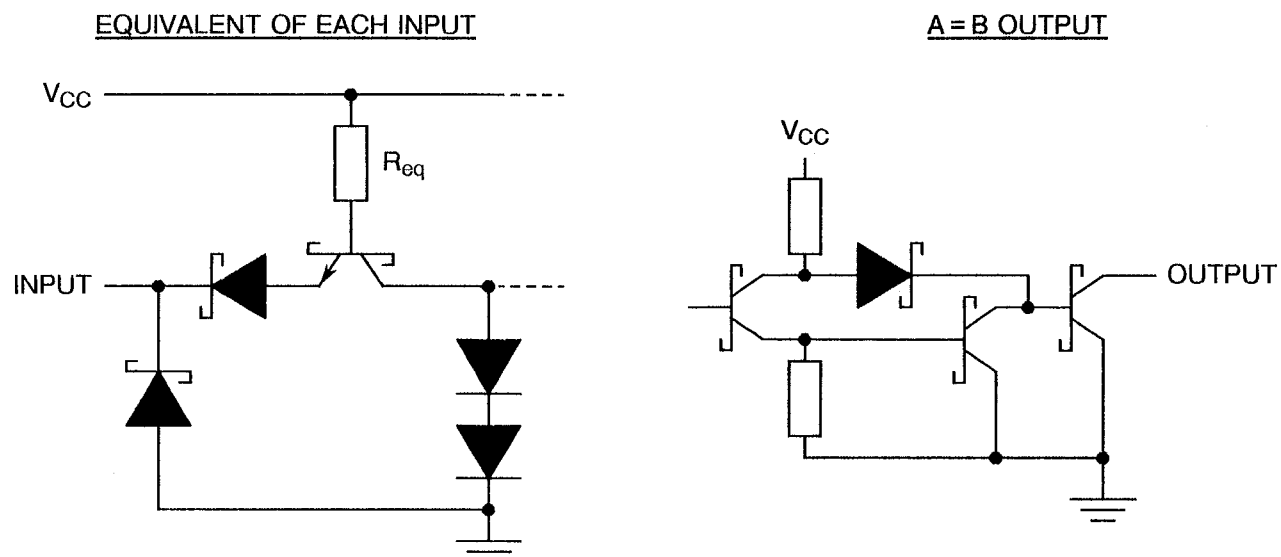 EQUIVALENT OF EACH INPUT
A = B OUTPUT
VCC
Req
INPUT
VCC
OUTPUT